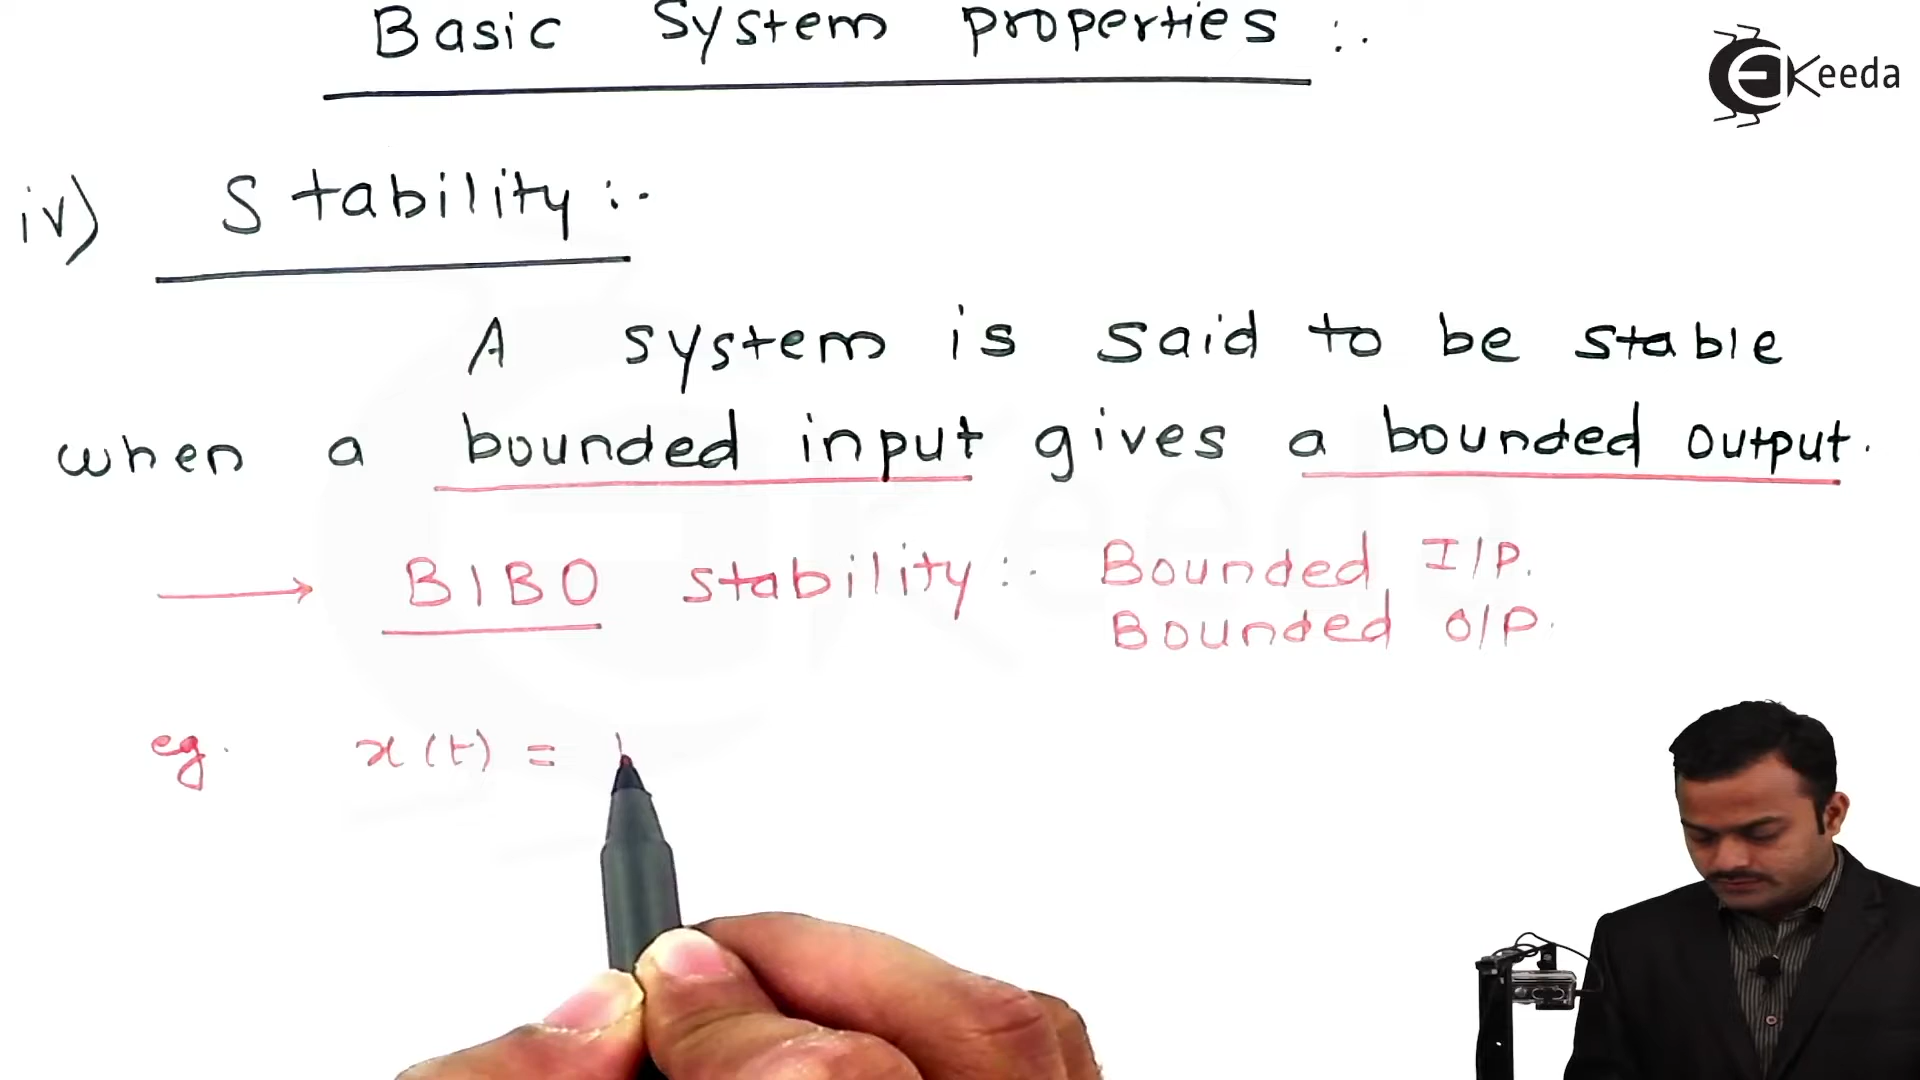 Basic System properties :.
Keeda
iv) Stability :.
A system is said to be stable
when a bounded input gives a bounded output.
→ BIBO stability :. Bounded I/P.
Bounded O/P.
eg. x(t) =